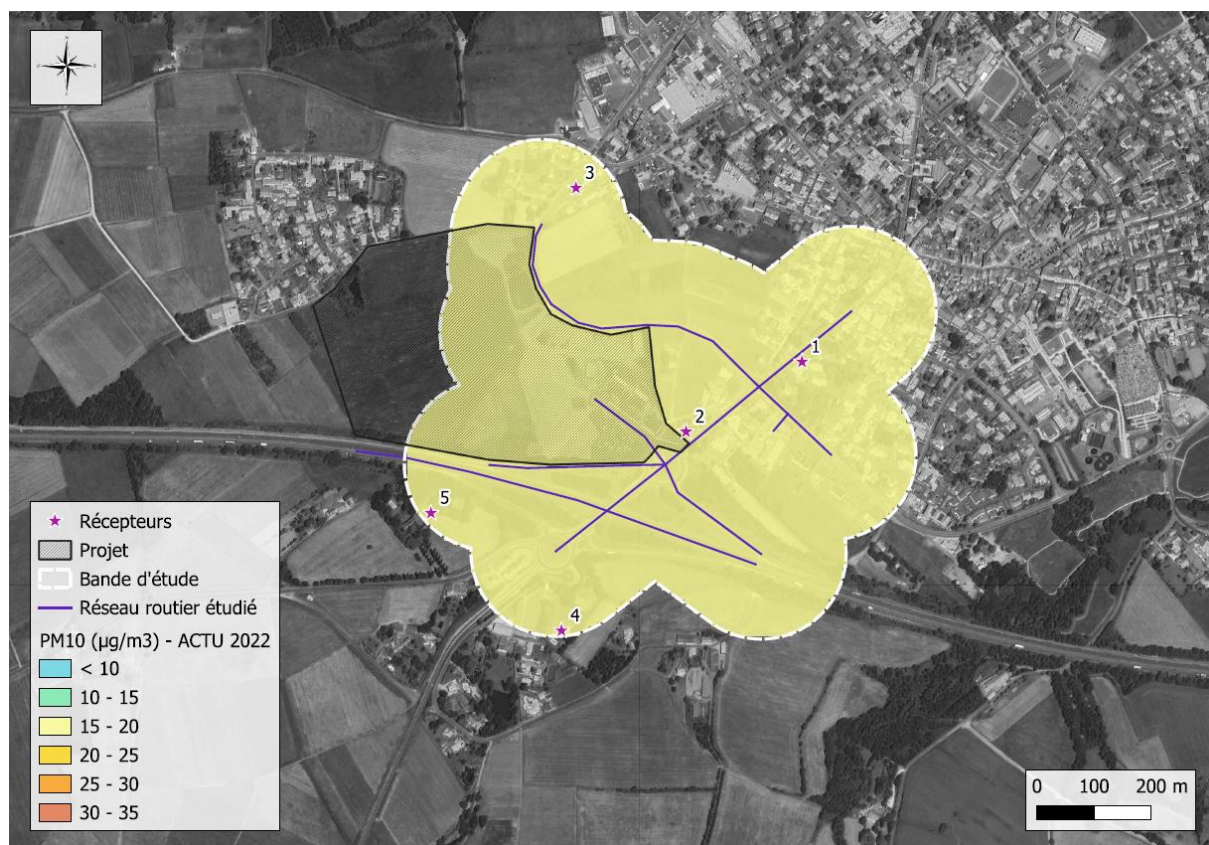 3
1
2
5
4
Récepteurs
Projet
Bande d'étude
Réseau routier étudié
PM10 (µg/m3) - ACTU 2022
< 10
10 - 15
15 - 20
20 - 25
25 - 30
30 - 35
0 100 200 m